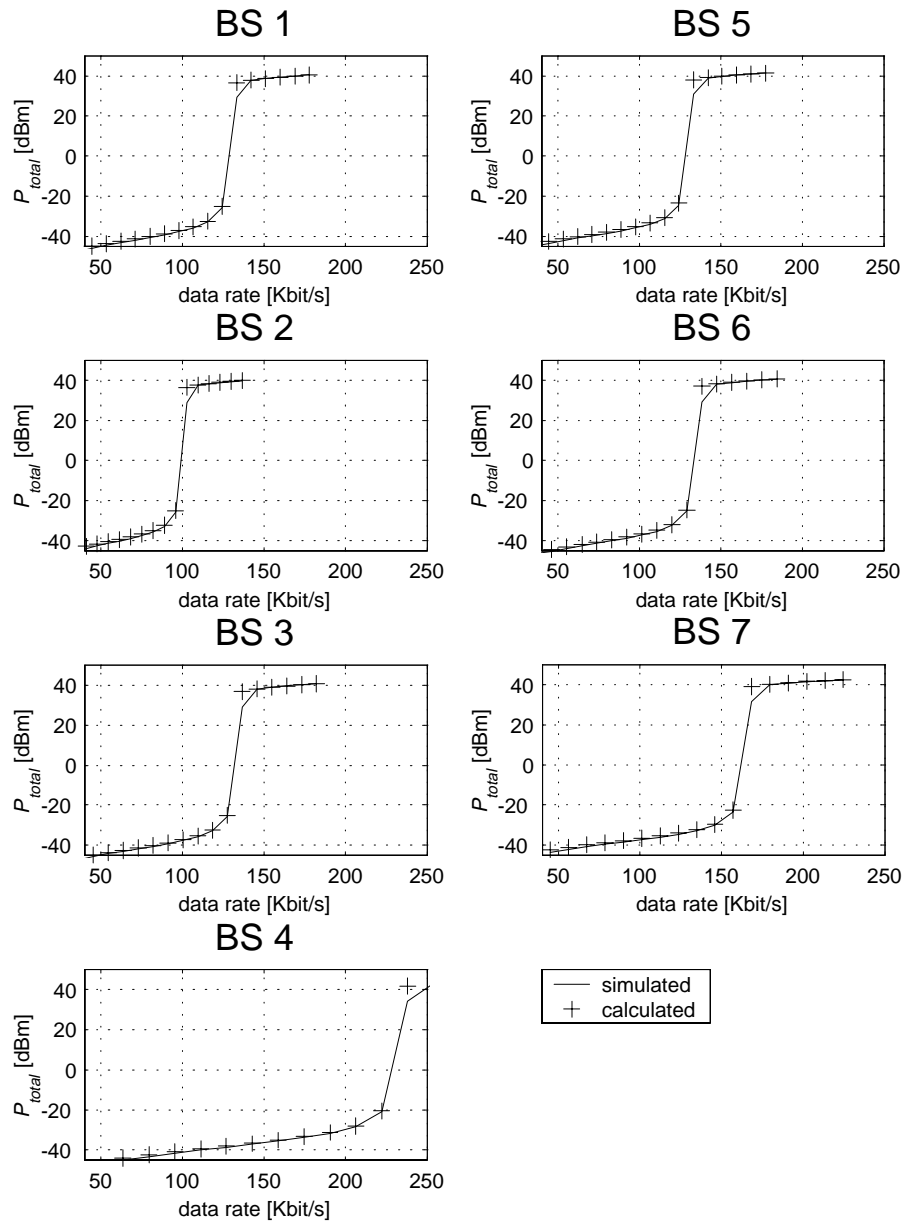 BS 1
P_total [dBm]
40
20
0
-20
-40
50 100 150 200 250
data rate [Kbit/s]
BS 5
P_total [dBm]
40
20
0
-20
-40
50 100 150 200 250
data rate [Kbit/s]
BS 2
P_total [dBm]
40
20
0
-20
-40
50 100 150 200 250
data rate [Kbit/s]
BS 6
P_total [dBm]
40
20
0
-20
-40
50 100 150 200 250
data rate [Kbit/s]
BS 3
P_total [dBm]
40
20
0
-20
-40
50 100 150 200 250
data rate [Kbit/s]
BS 7
P_total [dBm]
40
20
0
-20
-40
50 100 150 200 250
data rate [Kbit/s]
BS 4
P_total [dBm]
40
20
0
-20
-40
50 100 150 200 250
data rate [Kbit/s]
simulated
calculated